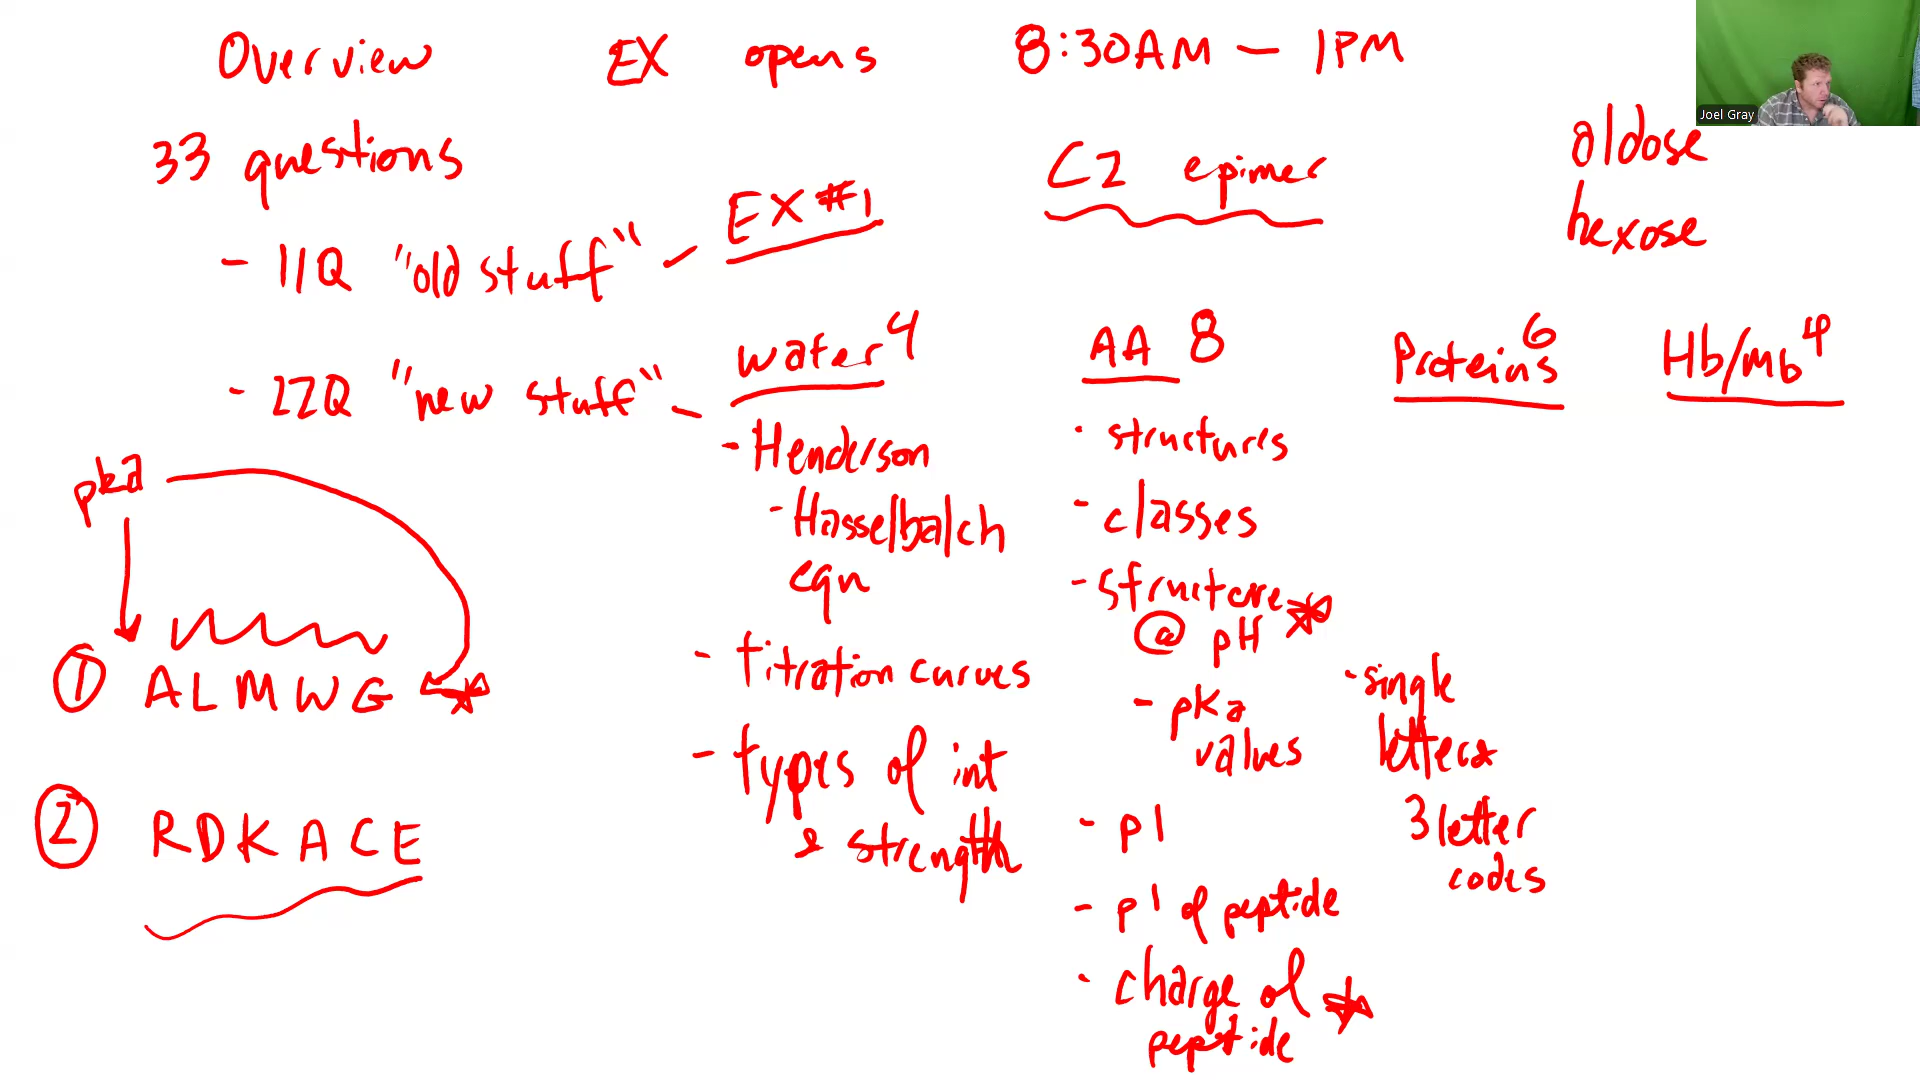 Overview EX opens 8:30AM — 1PM
Joel Gray
33 questions
C2 epimer
oldose
hexose
- 11Q "old stuff" - EX #1
- 22Q "new stuff" -
water 4
- Henderson
- Hasselbalch
eqn
- titration curves
- types of int
& strength
AA 8
- structures
- classes
- structure
@ pH
- pka
values
- single
letter
3 letter
codes
- pI
- pI of peptide
- charge of
peptide
Proteins 6
Hb/Mb 4
pka
① ALMWG
② RDKACE